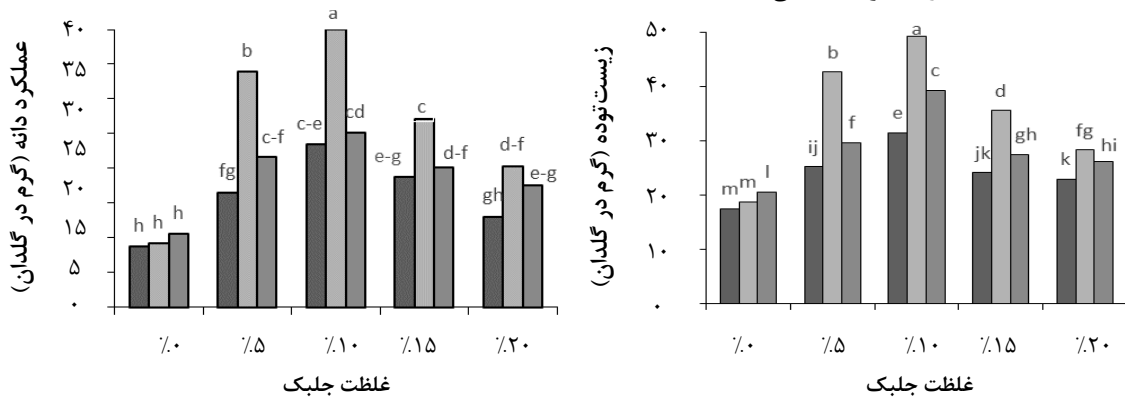 عملکرد دانه (گرم در گلدان)
۴۰
۳۵
۳۰
۲۵
۲۰
۱۵
۵
۰
h h h
fg b c-f
c-e a cd
e-g c d-f
gh d-f e-g
٪۰ ٪۵ ٪۱۰ ٪۱۵ ٪۲۰
غلظت جلبک
زیست‌توده (گرم در گلدان)
۵۰
۴۰
۳۰
۲۰
۱۰
۰
m m l
ij b f
e a c
jk d gh
k fg hi
٪۰ ٪۵ ٪۱۰ ٪۱۵ ٪۲۰
غلظت جلبک